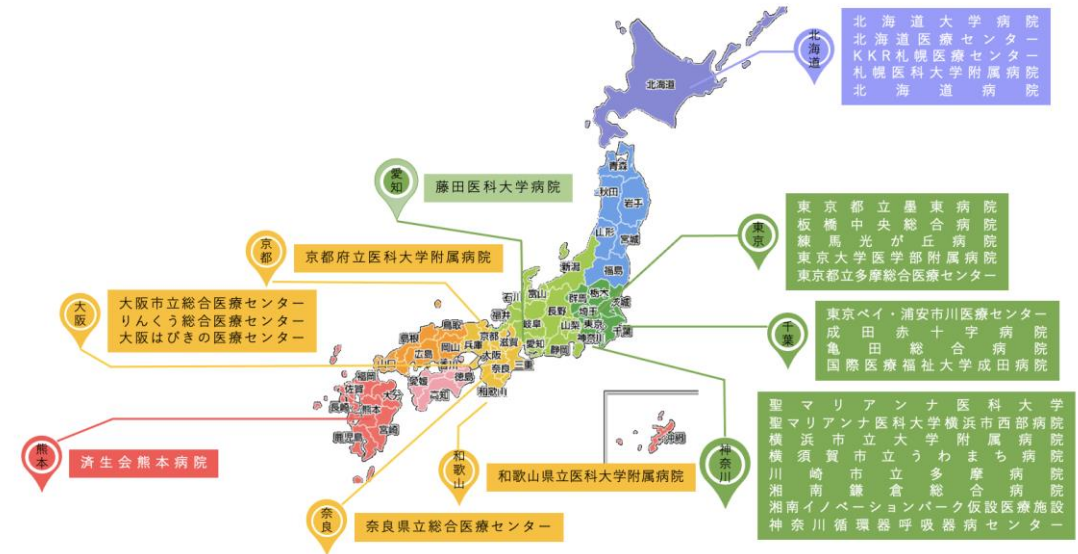 北海道
北海道大学病院
北海道医療センター
KKR札幌医療センター
札幌医科大学附属病院
北海道病院
北海道
青森
秋田
岩手
山形
宮城
福島
愛知
藤田医科大学病院
東京
東京都立墨東病院
板橋中央総合病院
練馬光が丘病院
東京大学医学部附属病院
東京都立多摩総合医療センター
京都
京都府立医科大学附属病院
新潟
石川
富山
群馬
栃木
茨城
福井
長野
埼玉
岐阜
山梨
東京
千葉
神奈川
愛知
静岡
大阪
大阪市立総合医療センター
りんくう総合医療センター
大阪はびきの医療センター
千葉
東京ベイ・浦安市川医療センター
成田赤十字病院
亀田総合病院
国際医療福祉大学成田病院
島根
鳥取
京都
滋賀
広島
岡山
兵庫
大阪
奈良
三重
山口
香川
徳島
愛媛
高知
和歌山
福岡
佐賀
大分
長崎
熊本
宮崎
鹿児島
沖縄
熊本
済生会熊本病院
和歌山
和歌山県立医科大学附属病院
奈良
奈良県立総合医療センター
神奈川
聖マリアンナ医科大学
聖マリアンナ医科大学横浜市西部病院
横浜市立大学附属病院
横須賀市立うわまち病院
川崎市立多摩病院
湘南鎌倉総合病院
湘南イノベーションパーク仮設医療施設
神奈川循環器呼吸器病センター